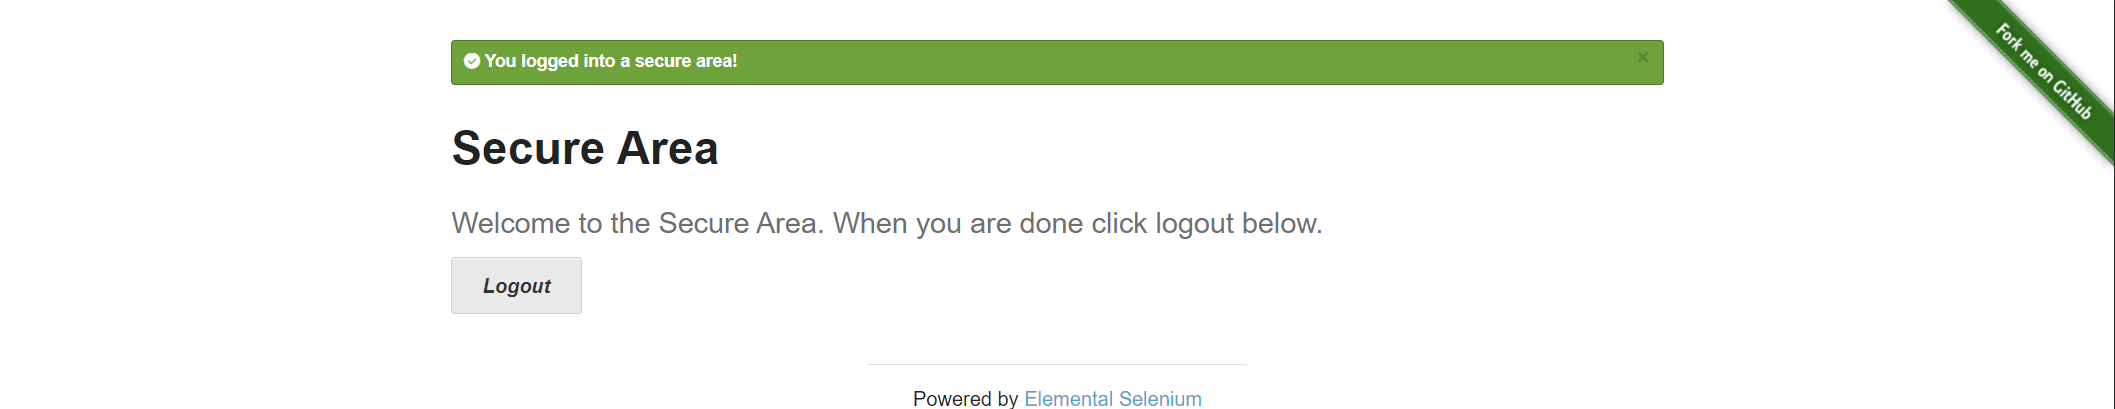 You logged into a secure area!
×
Fork me on GitHub
Secure Area
Welcome to the Secure Area. When you are done click logout below.
Logout
Powered by Elemental Selenium